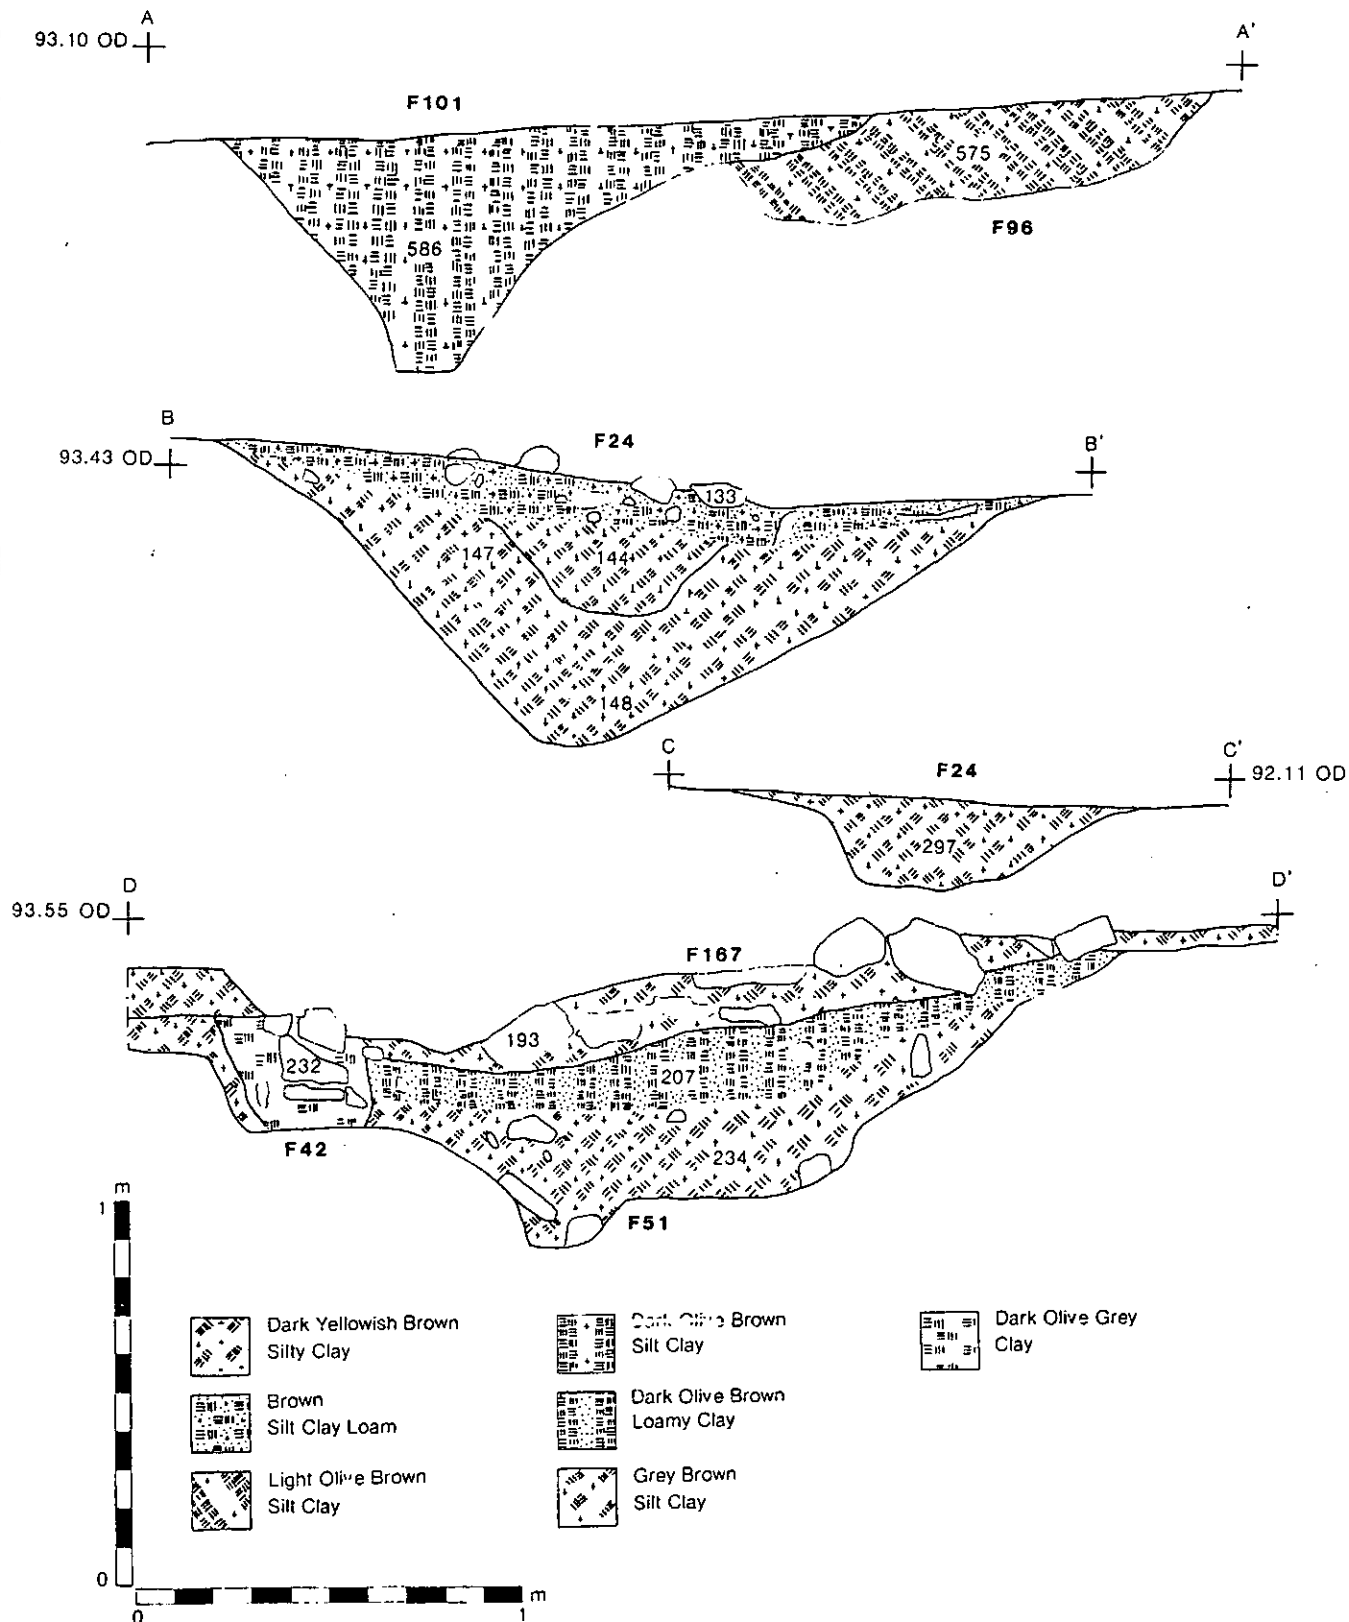 A
A'
93.10 OD
F101
575
586
F96
B
B'
F24
93.43 OD
133
147
144
148
C
C'
F24
92.11 OD
297
D
D'
93.55 OD
F167
193
232
207
F42
234
F51
m
1
0
Dark Yellowish Brown
Silty Clay
Dark Olive Brown
Silt Clay
Dark Olive Grey
Clay
Brown
Silt Clay Loam
Dark Olive Brown
Loamy Clay
Light Olive Brown
Silt Clay
Grey Brown
Silt Clay
m
0
1